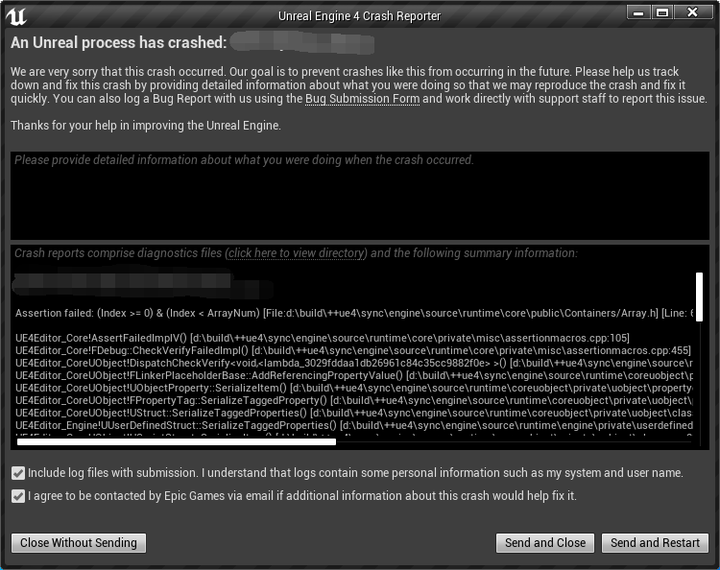 Unreal Engine 4 Crash Reporter
An Unreal process has crashed:
We are very sorry that this crash occurred. Our goal is to prevent crashes like this from occurring in the future. Please help us track
down and fix this crash by providing detailed information about what you were doing so that we may reproduce the crash and fix it
quickly. You can also log a Bug Report with us using the Bug Submission Form and work directly with support staff to report this issue.
Thanks for your help in improving the Unreal Engine.
Please provide detailed information about what you were doing when the crash occurred.
Crash reports comprise diagnostics files (click here to view directory) and the following summary information:
Assertion failed: (Index >= 0) & (Index < ArrayNum) [File:d:\build\++ue4\sync\engine\source\runtime\core\public\Containers/Array.h] [Line:
UE4Editor_Core!AssertFailedImplV() [d:\build\++ue4\sync\engine\source\runtime\core\private\misc\assertionmacros.cpp:105]
UE4Editor_Core!FDebug::CheckVerifyFailedImpl() [d:\build\++ue4\sync\engine\source\runtime\core\private\misc\assertionmacros.cpp:455]
UE4Editor_CoreUObject!DispatchCheckVerify<void,<lambda_3029fddaa1db26961c84c35cc9882f0e> >() [d:\build\++ue4\sync\engine\source\r
UE4Editor_CoreUObject!FLinkerPlaceholderBase::AddReferencingPropertyValue() [d:\build\++ue4\sync\engine\source\runtime\coreuobject\p
UE4Editor_CoreUObject!UObjectProperty::SerializeItem() [d:\build\++ue4\sync\engine\source\runtime\coreuobject\private\uobject\property
UE4Editor_CoreUObject!FPropertyTag::SerializeTaggedProperty() [d:\build\++ue4\sync\engine\source\runtime\coreuobject\private\uobject\p
UE4Editor_CoreUObject!UStruct::SerializeTaggedProperties() [d:\build\++ue4\sync\engine\source\runtime\coreuobject\private\uobject\clas
UE4Editor_Engine!UUserDefinedStruct::SerializeTaggedProperties() [d:\build\++ue4\sync\engine\source\runtime\engine\private\userdefined
Include log files with submission. I understand that logs contain some personal information such as my system and user name.
I agree to be contacted by Epic Games via email if additional information about this crash would help fix it.
Close Without Sending Send and Close Send and Restart